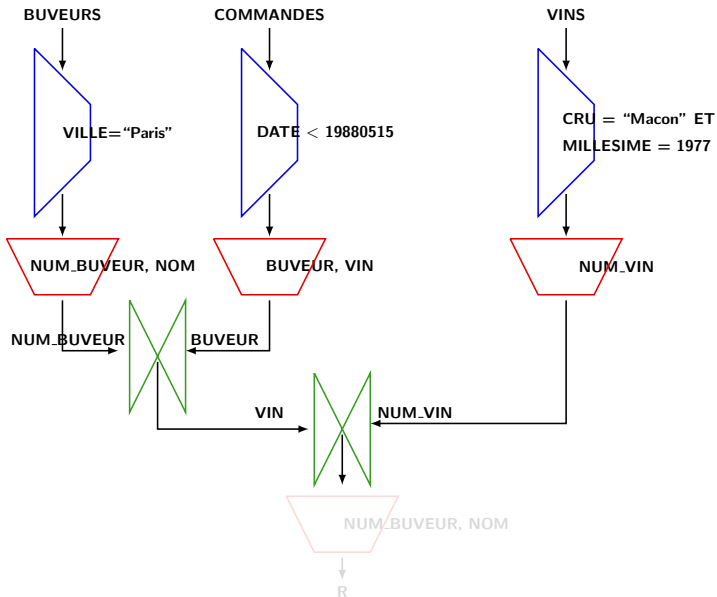 BUVEURS
COMMANDES
VINS
VILLE=“Paris”
DATE < 19880515
CRU = “Macon” ET
MILLESIME = 1977
NUM_BUVEUR, NOM
BUVEUR, VIN
NUM_VIN
NUM_BUVEUR
BUVEUR
VIN
NUM_VIN
NUM_BUVEUR, NOM
R